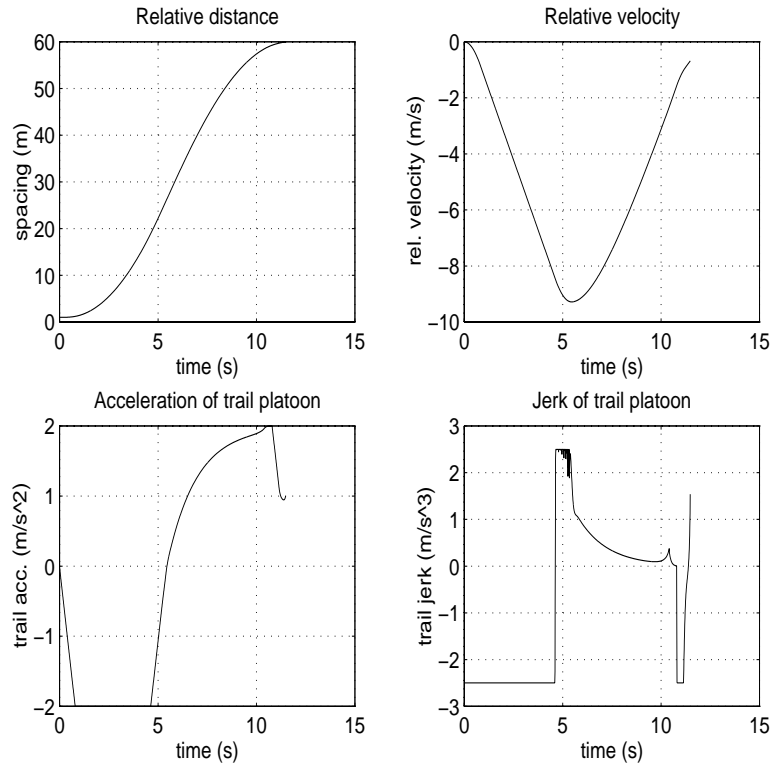 Relative distance
60
50
40
30
20
10
0
spacing (m)
0 5 10 15
time (s)
Relative velocity
0
−2
−4
−6
−8
−10
rel. velocity (m/s)
0 5 10 15
time (s)
Acceleration of trail platoon
2
1
0
−1
−2
trail acc. (m/s^2)
0 5 10 15
time (s)
Jerk of trail platoon
3
2
1
0
−1
−2
−3
trail jerk (m/s^3)
0 5 10 15
time (s)